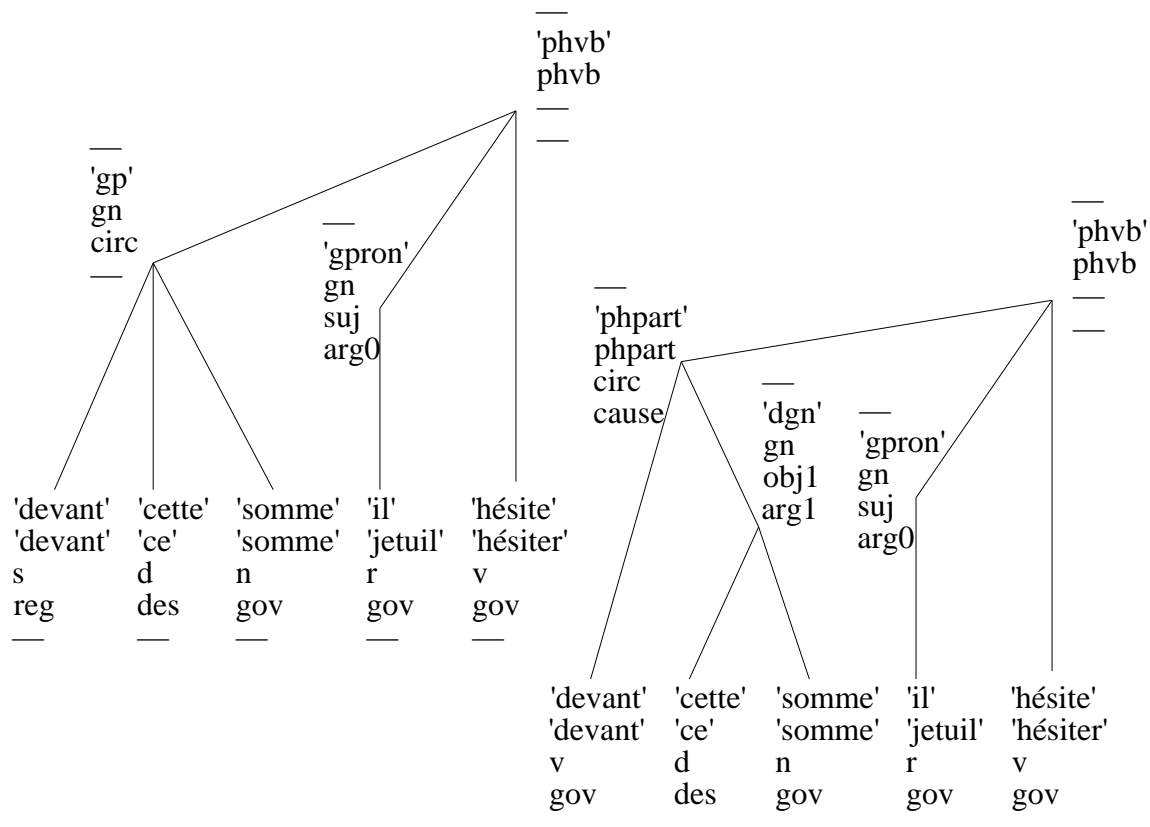 'phvb'
phvb
'gp'
gn
circ
'gpron'
gn
suj
arg0
'devant' 'cette' 'somme' 'il' 'hésite'
'devant' 'ce' 'somme' 'jetuil' 'hésiter'
s d n r v
reg des gov gov gov
'phvb'
phvb
'phpart'
phpart
circ
cause
'dgn'
gn
obj1
arg1
'gpron'
gn
suj
arg0
'devant' 'cette' 'somme' 'il' 'hésite'
'devant' 'ce' 'somme' 'jetuil' 'hésiter'
v d n r v
gov des gov gov gov